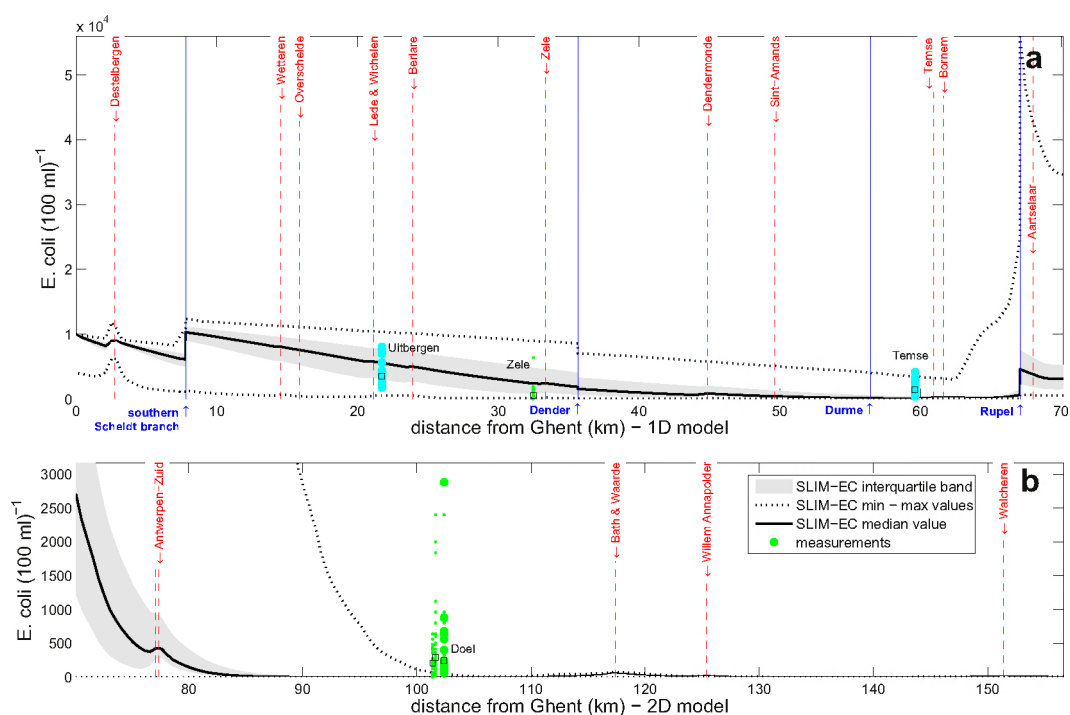 x 10⁴
a
5
4
3
2
1
0
E. coli (100 ml)⁻¹
← Destelbergen
← Wetteren
← Overschelde
← Lede & Wichelen
← Berlare
← Zele
← Dendermonde
← Sint−Amands
← Temse
← Bornem
← Aartselaar
Uitbergen
Zele
Temse
0
10
20
30
40
50
60
70
southern ↑
Scheldt branch
Dender ↑
Durme ↑
Rupel ↑
distance from Ghent (km) − 1D model
b
3000
2500
2000
1500
1000
500
0
E. coli (100 ml)⁻¹
← Antwerpen−Zuid
← Bath & Waarde
← Willem Annapolder
← Walcheren
SLIM−EC interquartile band
SLIM−EC min − max values
SLIM−EC median value
measurements
Doel
80
90
100
110
120
130
140
150
distance from Ghent (km) − 2D model